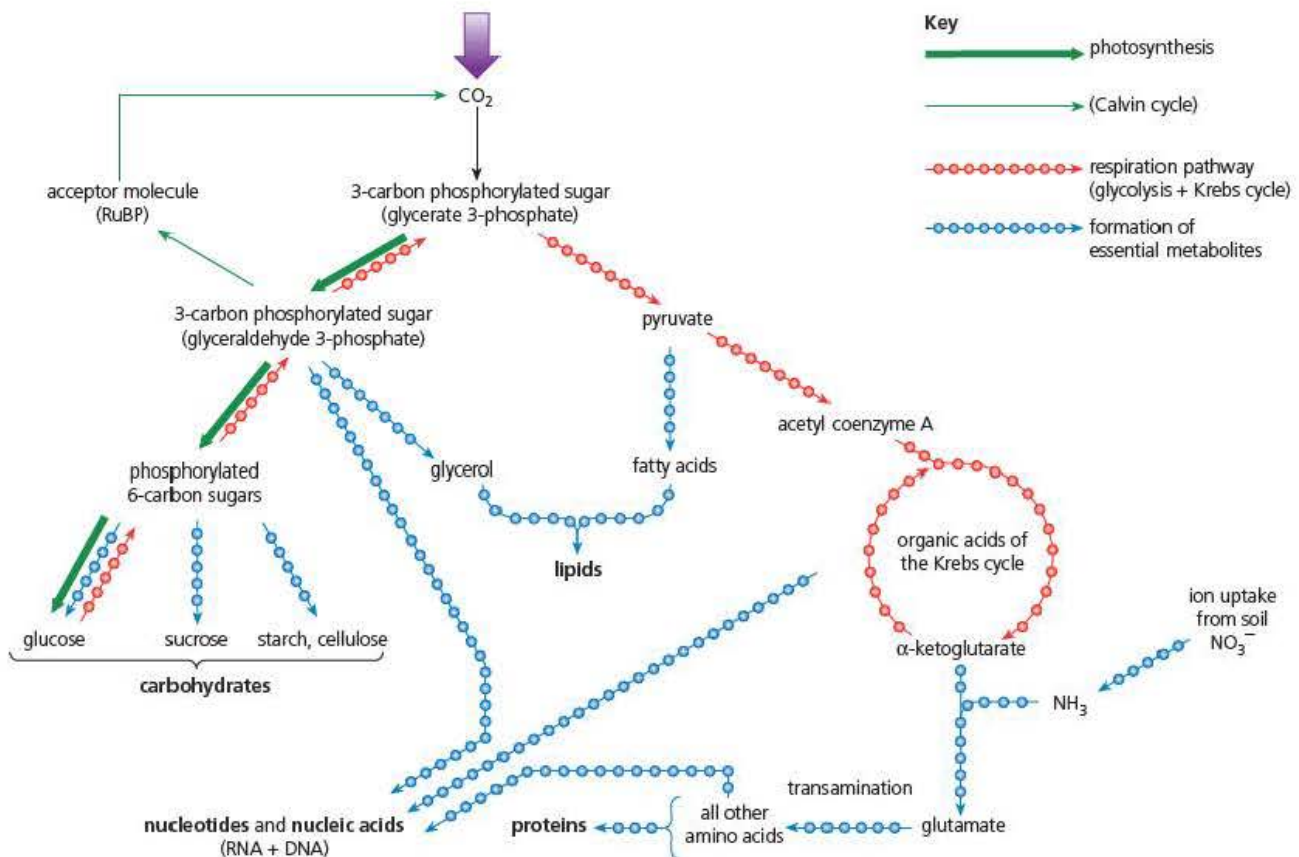 Key
photosynthesis
(Calvin cycle)
respiration pathway
(glycolysis + Krebs cycle)
formation of
essential metabolites
CO₂
acceptor molecule
(RuBP)
3-carbon phosphorylated sugar
(glycerate 3-phosphate)
3-carbon phosphorylated sugar
(glyceraldehyde 3-phosphate)
pyruvate
acetyl coenzyme A
phosphorylated
6-carbon sugars
glycerol
fatty acids
lipids
organic acids of
the Krebs cycle
glucose
sucrose
starch, cellulose
carbohydrates
α-ketoglutarate
ion uptake
from soil
NO₃⁻
NH₃
transamination
nucleotides and nucleic acids
(RNA + DNA)
proteins
all other
amino acids
glutamate